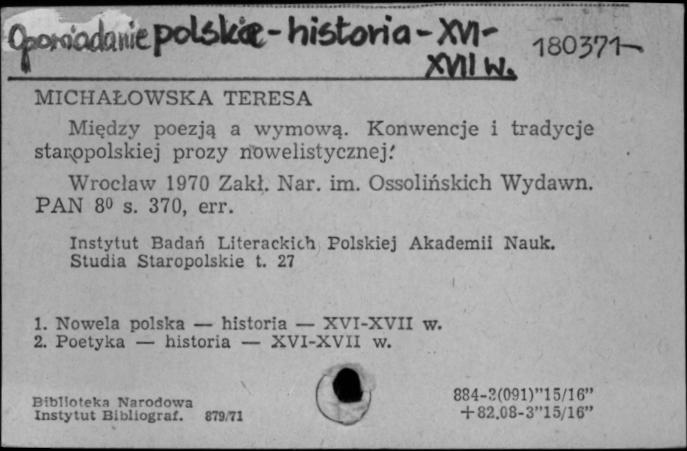 Opowiadanie polskie - historia - XVI-
XVII w.
180371
MICHAŁOWSKA TERESA
Między poezją a wymową. Konwencje i tradycje
staropolskiej prozy nowelistycznej.
Wrocław 1970 Zakł. Nar. im. Ossolińskich Wydawn.
PAN 8⁰ s. 370, err.
Instytut Badań Literackich Polskiej Akademii Nauk.
Studia Staropolskie t. 27
1. Nowela polska — historia — XVI-XVII w.
2. Poetyka — historia — XVI-XVII w.
Biblioteka Narodowa
Instytut Bibliograf. 879/71
884-3(091)"15/16"
+82.08-3"15/16"